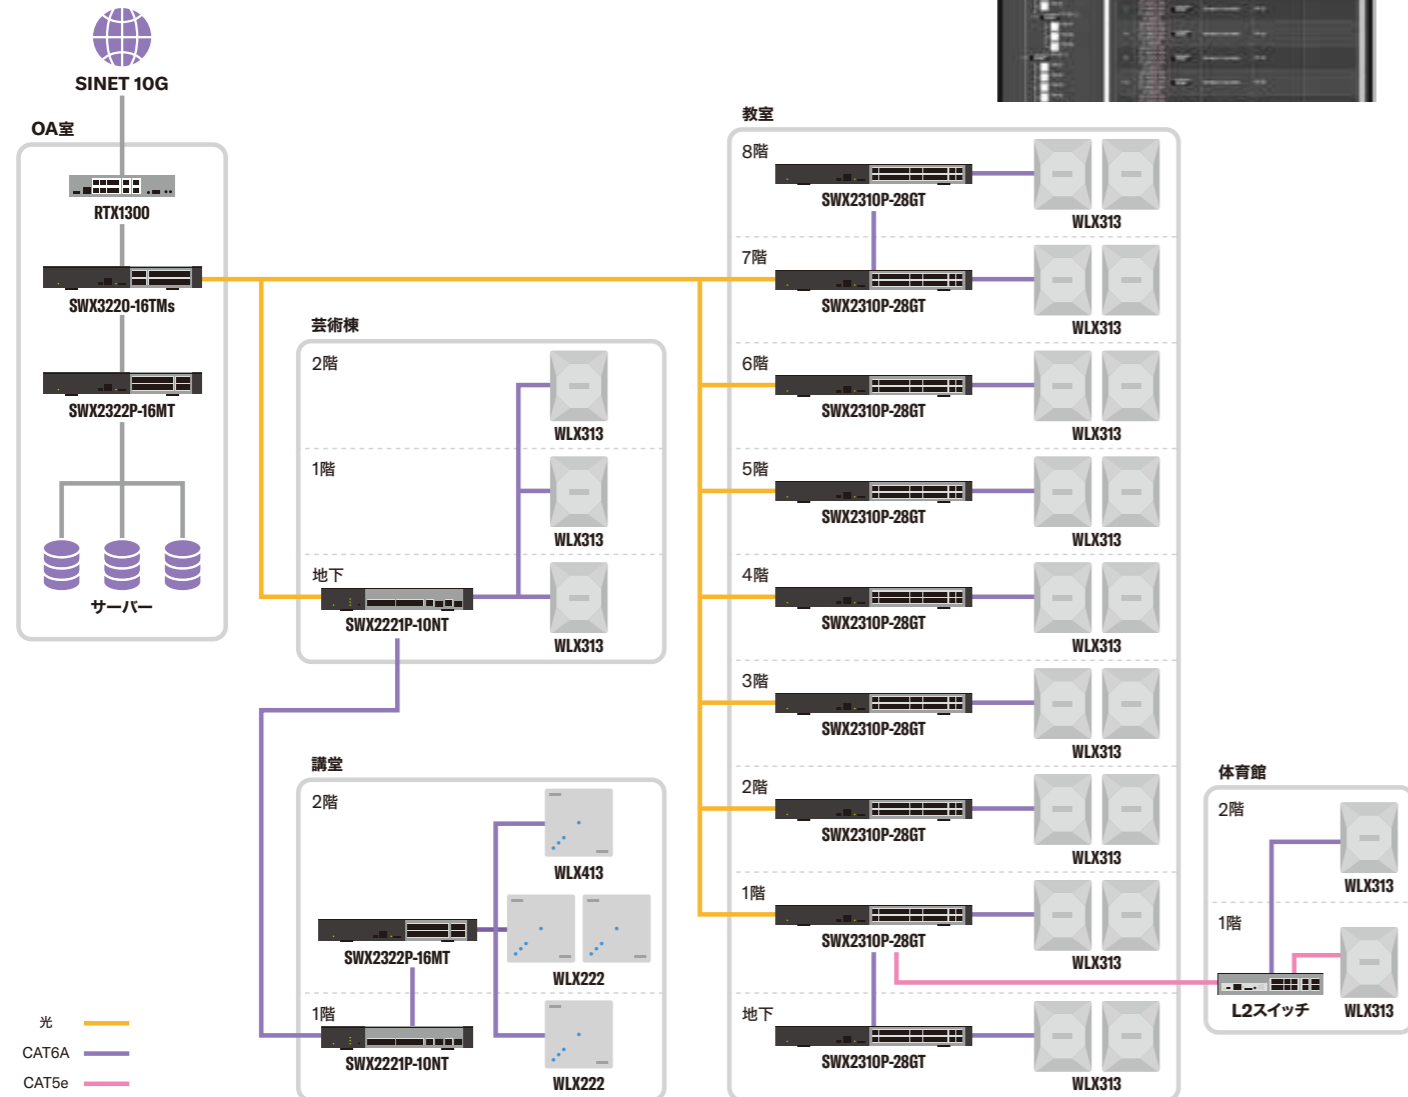 SINET 10G
OA室
RTX1300
SWX3220-16TMs
SWX2322P-16MT
サーバー
芸術棟
2階
WLX313
1階
WLX313
地下
SWX2221P-10NT
WLX313
講堂
2階
WLX413
SWX2322P-16MT
WLX222
1階
SWX2221P-10NT
WLX222
教室
8階
SWX2310P-28GT
WLX313
7階
SWX2310P-28GT
WLX313
6階
SWX2310P-28GT
WLX313
5階
SWX2310P-28GT
WLX313
4階
SWX2310P-28GT
WLX313
3階
SWX2310P-28GT
WLX313
2階
SWX2310P-28GT
WLX313
1階
SWX2310P-28GT
WLX313
地下
SWX2310P-28GT
WLX313
体育館
2階
WLX313
1階
L2スイッチ
WLX313
光
CAT6A
CAT5e